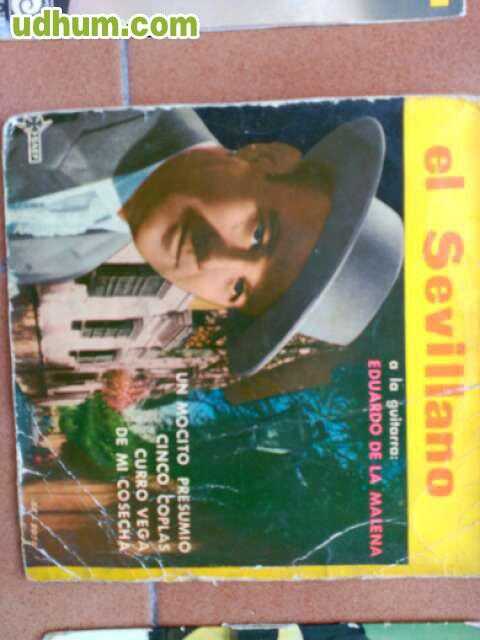 udhum.com
el Sevillano
a la guitarra:
EDUARDO DE LA MALENA
UN MOCITO PRESUMIO
CINCO COPLAS
CURRO VEGA
DE MI COSECHA